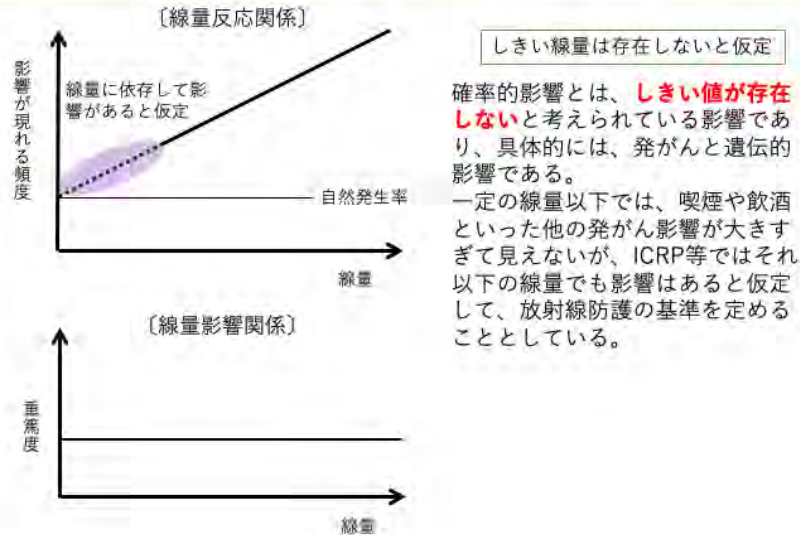 〔線量反応関係〕
影響が現れる頻度
線量に依存して影
響があると仮定
自然発生率
線量
〔線量影響関係〕
重篤度
線量
しきい線量は存在しないと仮定
確率的影響とは、しきい値が存在
しないと考えられている影響であ
り、具体的には、発がんと遺伝的
影響である。
一定の線量以下では、喫煙や飲酒
といった他の発がん影響が大きす
ぎて見えないが、ICRP等ではそれ
以下の線量でも影響はあると仮定
して、放射線防護の基準を定める
こととしている。